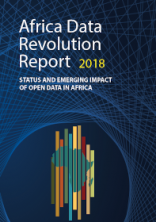 Africa Data
Revolution
Report 2018
STATUS AND EMERGING IMPACT
OF OPEN DATA IN AFRICA